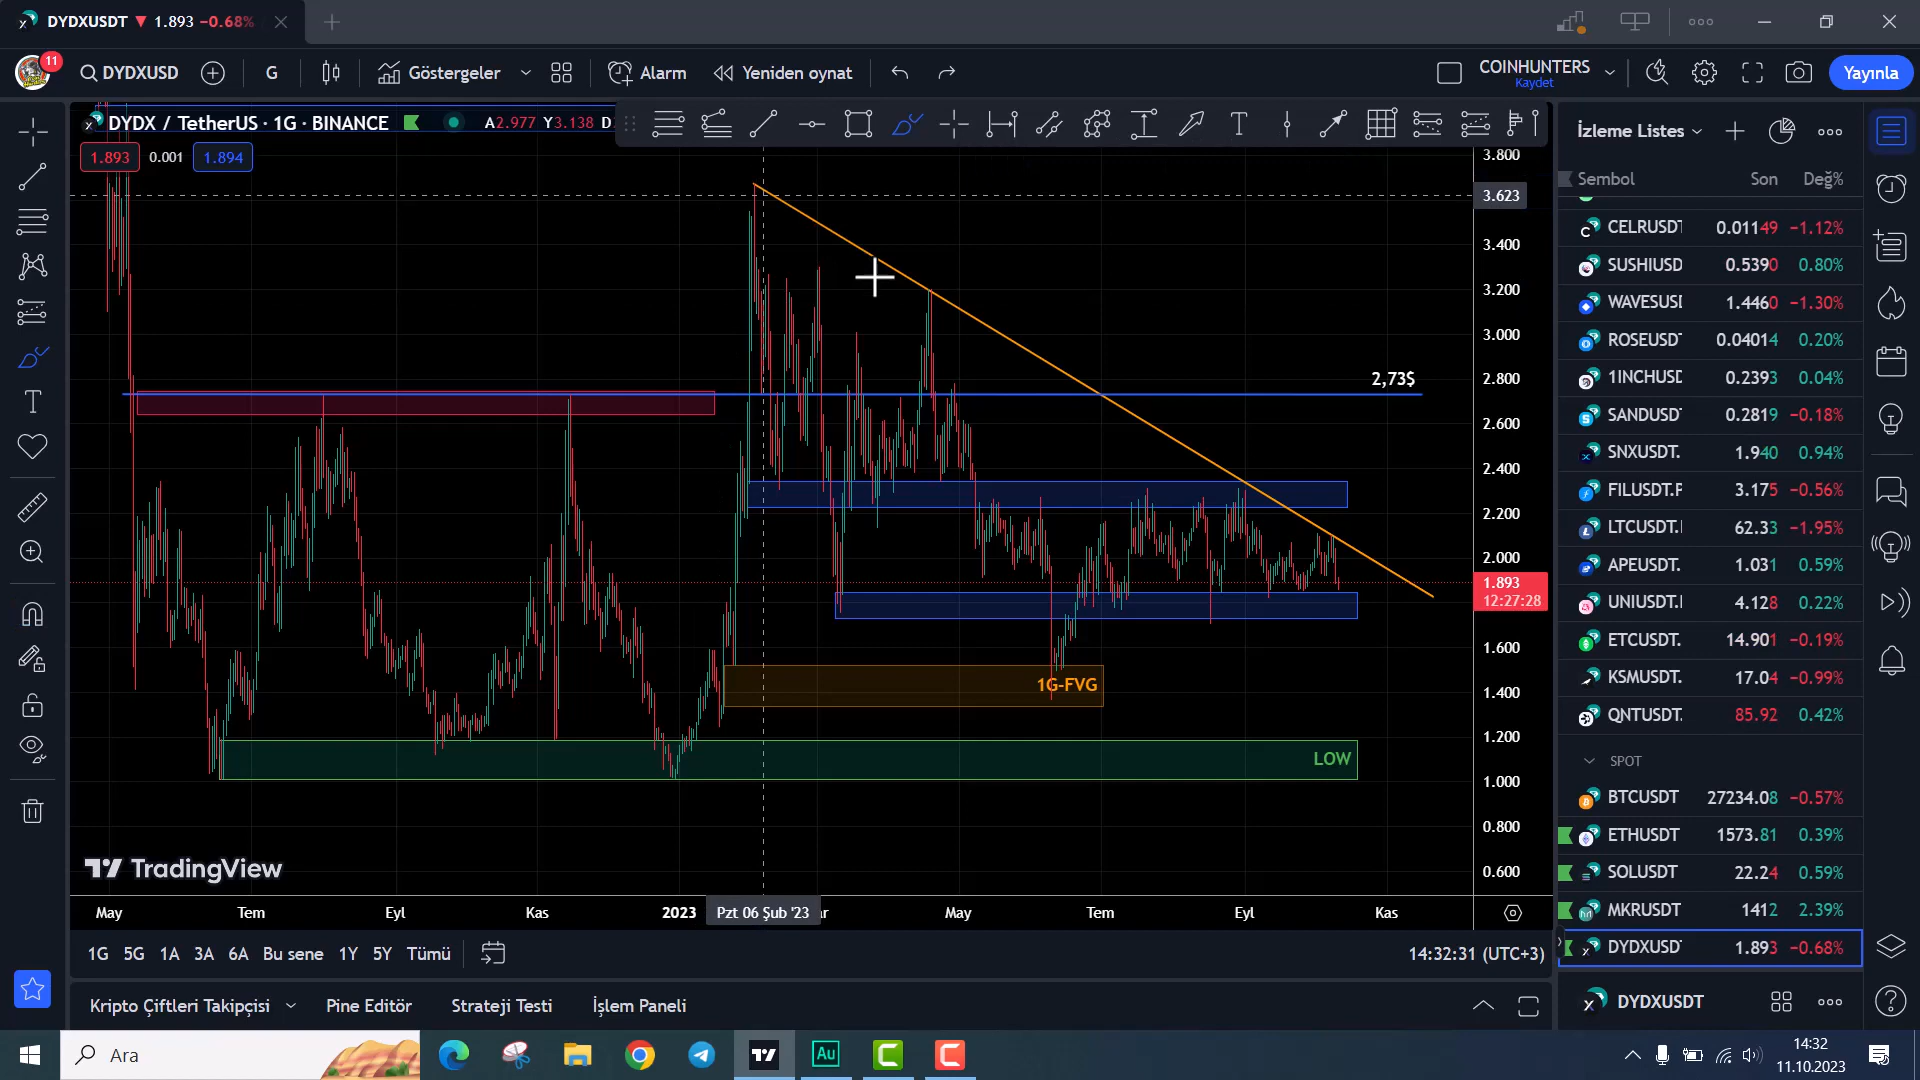 DYDXUSDT ▼ 1.893 −0.68%
11
DYDXUSD
G
Göstergeler
Alarm
Yeniden oynat
COINHUNTERS
Kaydet
Yayınla
DYDX / TetherUS · 1G · BINANCE
A2.977 Y3.138 D
1.893 0.001 1.894
İzleme Listes
Sembol Son Değ%
3.800
3.623
3.400
3.200
3.000
2.800
2.600
2.400
2.200
2.000
1.893
12:27:28
1.600
1.400
1.200
1.000
0.800
0.600
2,73$
1G-FVG
LOW
TradingView
May Tem Eyl Kas 2023 Pzt 06 Şub '23 ar May Tem Eyl Kas
CELRUSDT 0.01149 −1.12%
SUSHIUSD 0.5390 0.80%
WAVESUSD 1.4460 −1.30%
ROSEUSDT 0.04014 0.20%
1INCHUSD 0.2393 0.04%
SANDUSDT 0.2819 −0.18%
SNXUSDT. 1.940 0.94%
FILUSDT.P 3.175 −0.56%
LTCUSDT. 62.33 −1.95%
APEUSDT. 1.031 0.59%
UNIUSDT. 4.128 0.22%
ETCUSDT. 14.901 −0.19%
KSMUSDT. 17.04 −0.99%
QNTUSDT. 85.92 0.42%
SPOT
BTCUSDT 27234.08 −0.57%
ETHUSDT 1573.81 0.39%
SOLUSDT 22.24 0.59%
MKRUSDT 1412 2.39%
DYDXUSDT 1.893 −0.68%
DYDXUSDT
1G 5G 1A 3A 6A Bu sene 1Y 5Y Tümü
14:32:31 (UTC+3)
Kripto Çiftleri Takipçisi Pine Editör Strateji Testi İşlem Paneli
Ara
Au
14:32
11.10.2023